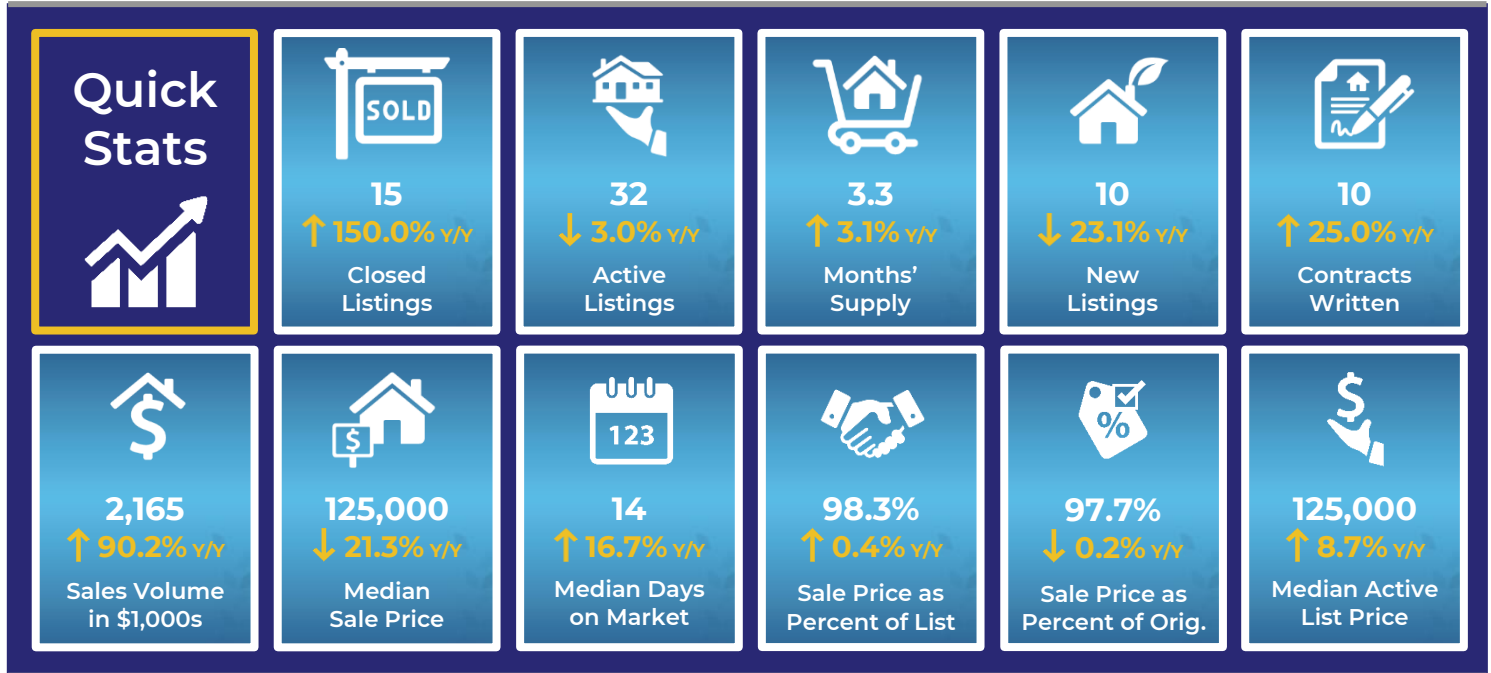 Quick
Stats
SOLD
15
↑ 150.0% Y/Y
Closed
Listings
32
↓ 3.0% Y/Y
Active
Listings
3.3
↑ 3.1% Y/Y
Months’
Supply
10
↓ 23.1% Y/Y
New
Listings
10
↑ 25.0% Y/Y
Contracts
Written
$
2,165
↑ 90.2% Y/Y
Sales Volume
in $1,000s
$
125,000
↓ 21.3% Y/Y
Median
Sale Price
123
14
↑ 16.7% Y/Y
Median Days
on Market
98.3%
↑ 0.4% Y/Y
Sale Price as
Percent of List
%
97.7%
↓ 0.2% Y/Y
Sale Price as
Percent of Orig.
$
125,000
↑ 8.7% Y/Y
Median Active
List Price